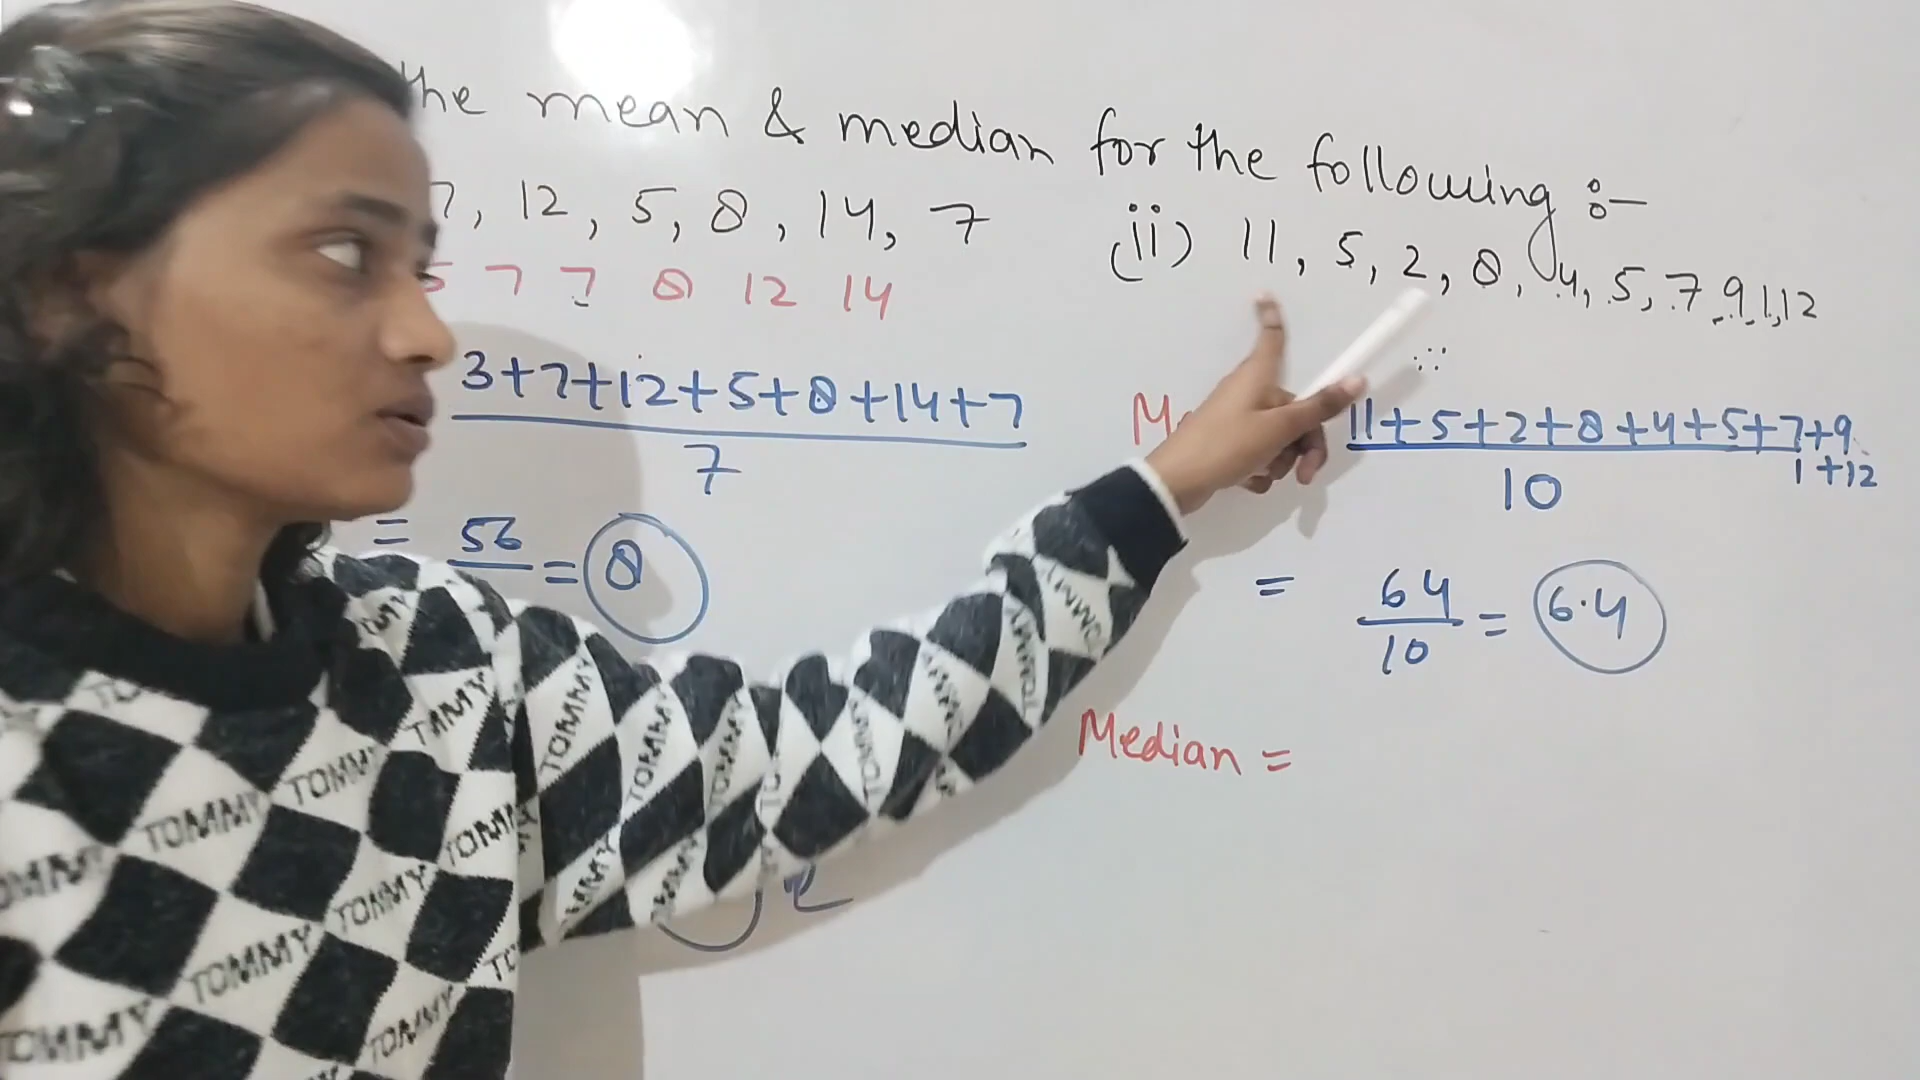 the mean & median for the following :-
7, 12, 5, 8, 14, 7
5 7 7 8 12 14
3+7+12+5+8+14+7
7
= 56 = 8
(ii) 11, 5, 2, 8, 4, 5, 7, 9, 1, 12
∵
11+5+2+8+4+5+7+9
1+12
10
= 64
10
= 6.4
Median =
TOMMY